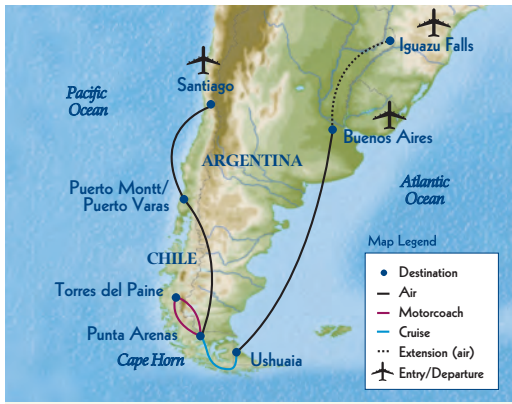 Iguazu Falls
Santiago
Pacific
Ocean
Buenos Aires
ARGENTINA
Atlantic
Ocean
Puerto Montt/
Puerto Varas
CHILE
Torres del Paine
Punta Arenas
Cape Horn
Ushuaia
Map Legend
Destination
Air
Motorcoach
Cruise
Extension (air)
Entry/Departure